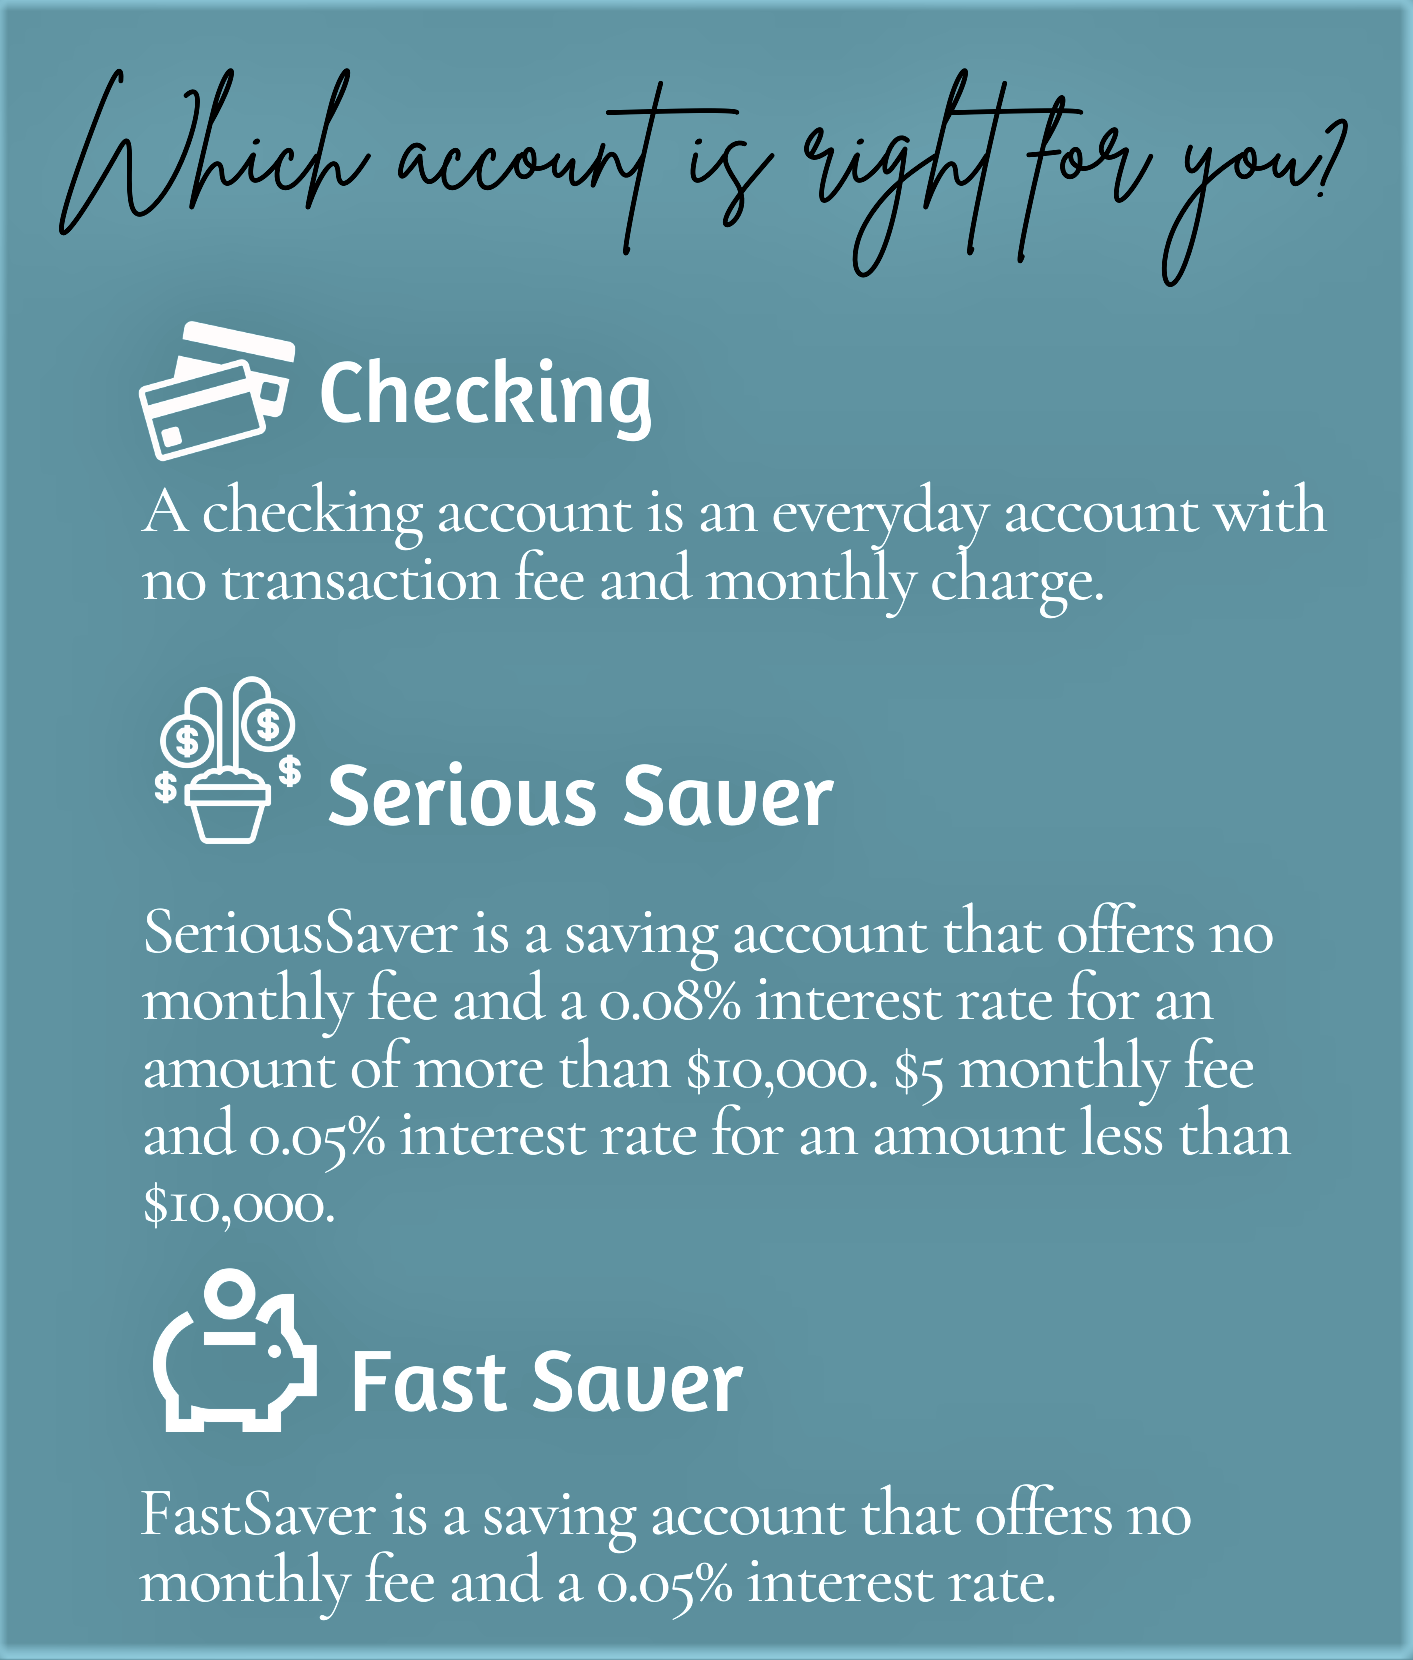 Which account is right for you?
Checking
A checking account is an everyday account with
no transaction fee and monthly charge.
$ $
$ $
Serious Saver
SeriousSaver is a saving account that offers no
monthly fee and a 0.08% interest rate for an
amount of more than $10,000. $5 monthly fee
and 0.05% interest rate for an amount less than
$10,000.
Fast Saver
FastSaver is a saving account that offers no
monthly fee and a 0.05% interest rate.